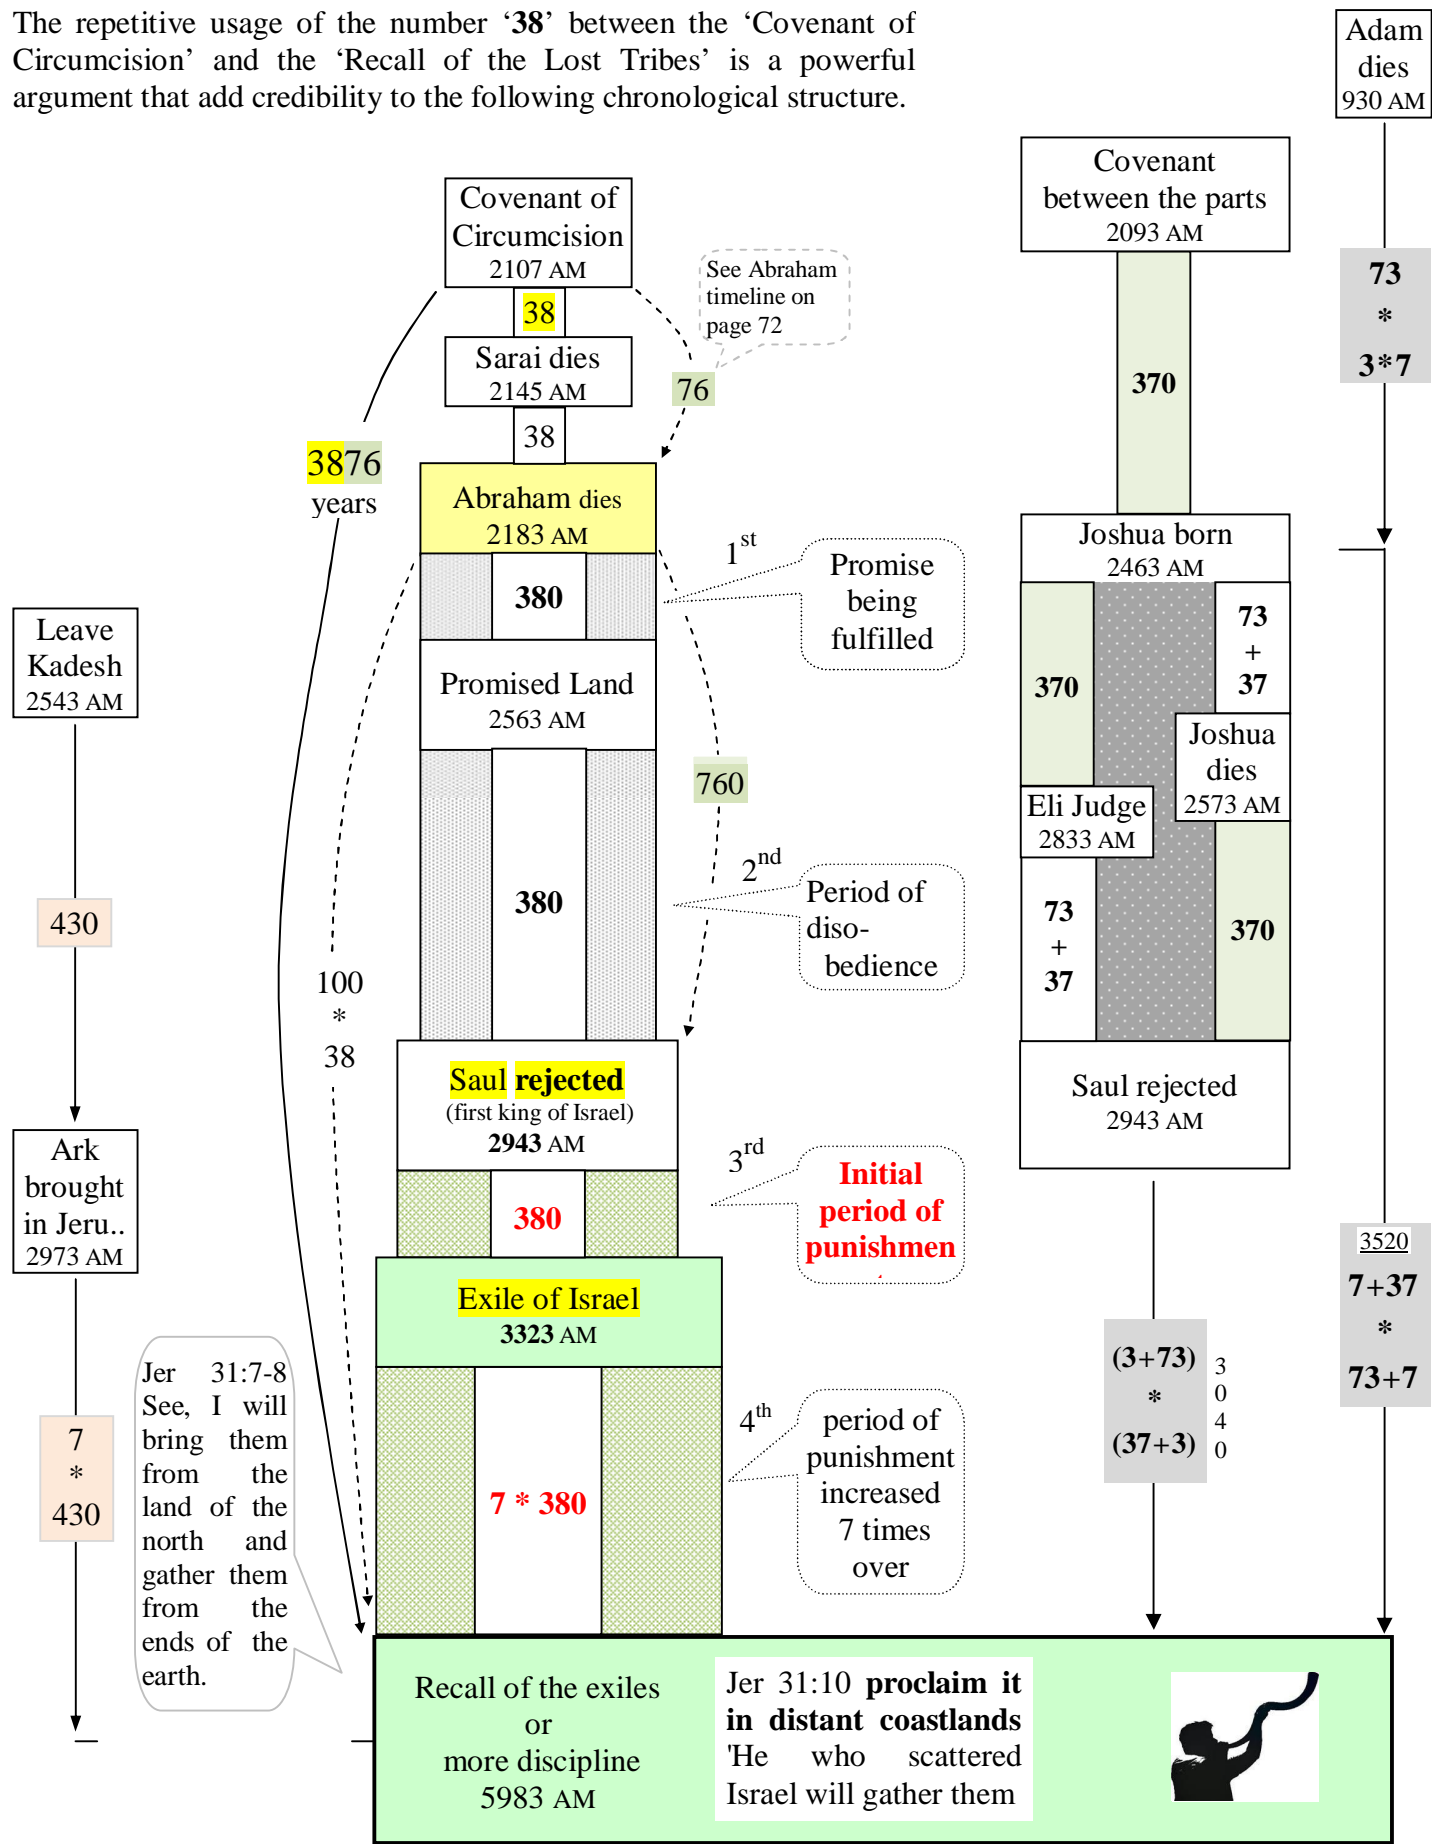 The repetitive usage of the number ‘38’ between the ‘Covenant of
Circumcision’ and the ‘Recall of the Lost Tribes’ is a powerful
argument that add credibility to the following chronological structure.
Adam
dies
930 AM
73
*
3*7
3520
7+37
*
73+7
Covenant of
Circumcision
2107 AM
38
Sarai dies
2145 AM
38
See Abraham
timeline on
page 72
76
3876
years
Abraham dies
2183 AM
380
1st
Promise
being
fulfilled
Promised Land
2563 AM
760
380
2nd
Period of
diso-
bedience
100
*
38
Saul rejected
(first king of Israel)
2943 AM
380
3rd
Initial
period of
punishmen
Exile of Israel
3323 AM
7 * 380
4th
period of
punishment
increased
7 times
over
Leave
Kadesh
2543 AM
430
Ark
brought
in Jeru..
2973 AM
7
*
430
Jer 31:7-8
See, I will
bring them
from the
land of the
north and
gather them
from the
ends of the
earth.
Covenant
between the parts
2093 AM
370
Joshua born
2463 AM
370
73
+
37
Joshua
dies
2573 AM
Eli Judge
2833 AM
73
+
37
370
Saul rejected
2943 AM
(3+73)
*
(37+3)
3
0
4
0
Recall of the exiles
or
more discipline
5983 AM
Jer 31:10 proclaim it
in distant coastlands
'He who scattered
Israel will gather them